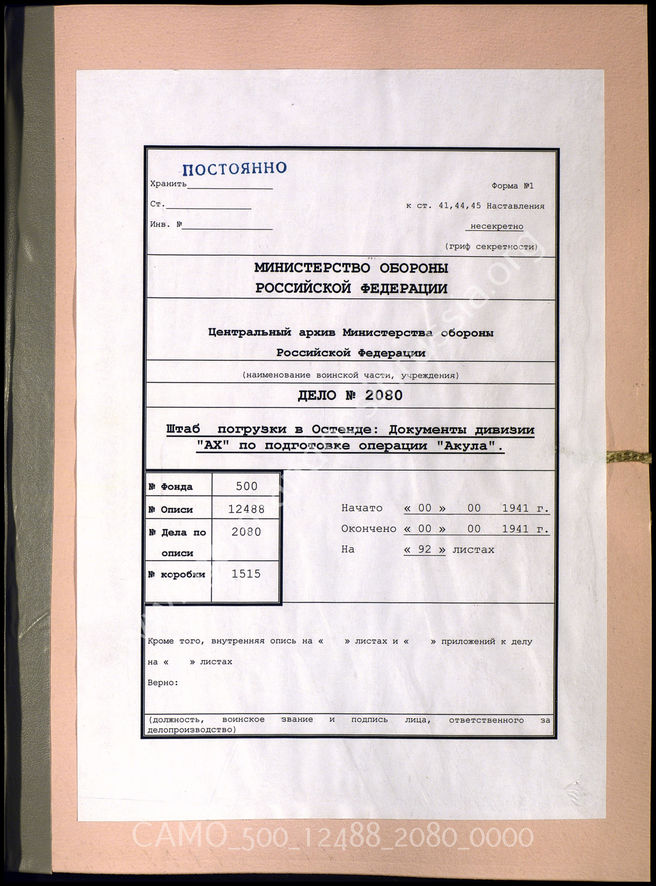 ПОСТОЯННО
Хранить
Форма №1
Ст.
к ст. 41,44,45 Наставления
Инв. №
несекретно
(гриф секретности)
МИНИСТЕРСТВО ОБОРОНЫ
РОССИЙСКОЙ ФЕДЕРАЦИИ
Центральный архив Министерства обороны
Российской Федерации
(наименование воинской части, учреждения)
ДЕЛО № 2080
Штаб погрузки в Остенде: Документы дивизии
"АХ" по подготовке операции "Акула".
№ Фонда 500
№ Описи 12488
№ Дела по описи 2080
№ коробки 1515
Начато « 00 » 00 1941 г.
Окончено « 00 » 00 1941 г.
На « 92 » листах
Кроме того, внутренняя опись на « » листах и « » приложений к делу
на « » листах
Верно:
(должность, воинское звание и подпись лица, ответственного за
делопроизводство)
CAMO_500_12488_2080_0000